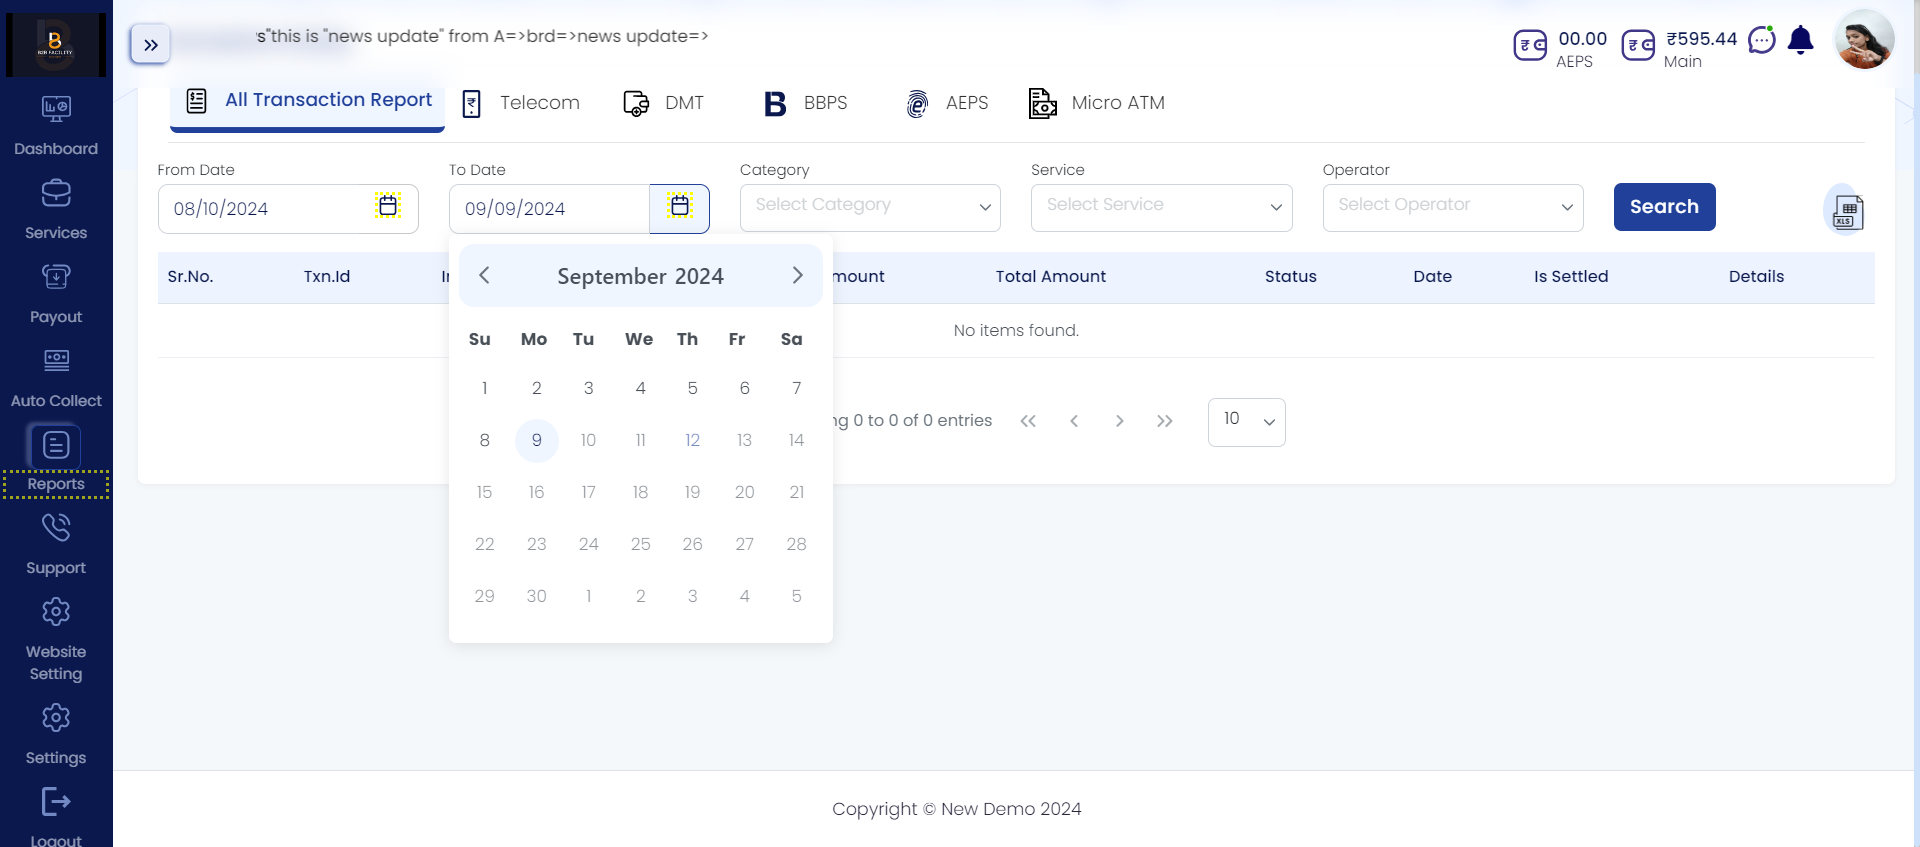 B2B FACILITY
s"this is "news update" from A=>brd=>news update=>
00.00
AEPS
₹595.44
Main
Dashboard
Services
Payout
Auto Collect
Reports
Support
Website
Setting
Settings
Logout
All Transaction Report
Telecom
DMT
B BBPS
AEPS
Micro ATM
From Date
To Date
Category
Service
Operator
08/10/2024
09/09/2024
Select Category
Select Service
Select Operator
Search
XLS
Sr.No. Txn.Id mount Total Amount Status Date Is Settled Details
No items found.
September 2024
Su Mo Tu We Th Fr Sa
1 2 3 4 5 6 7
8 9 10 11 12 13 14
15 16 17 18 19 20 21
22 23 24 25 26 27 28
29 30 1 2 3 4 5
ng 0 to 0 of 0 entries
10
Copyright © New Demo 2024